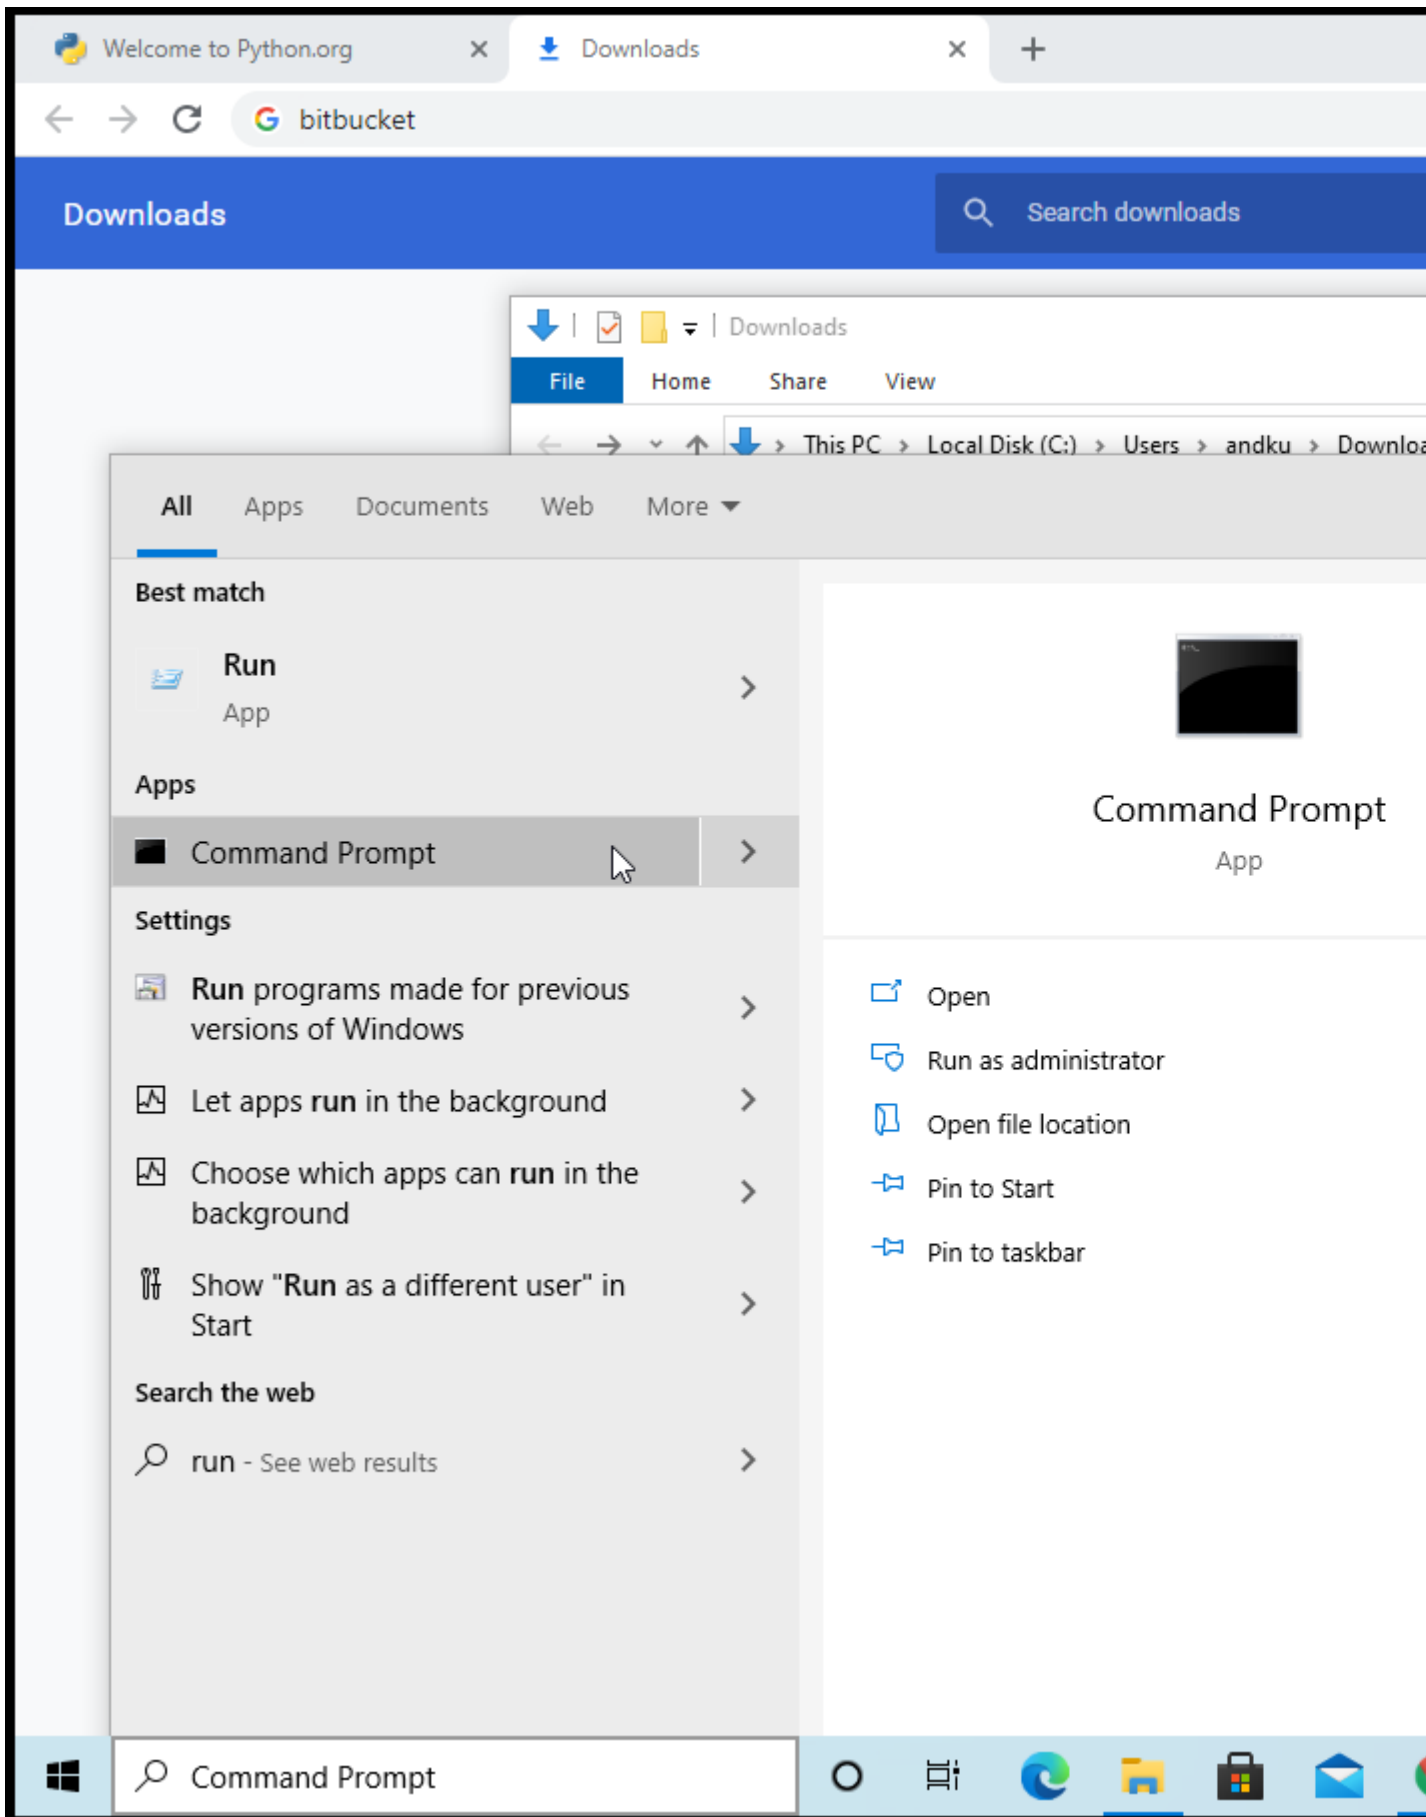 Welcome to Python.org
Downloads
bitbucket
Downloads
Search downloads
Downloads
File Home Share View
This PC > Local Disk (C:) > Users > andku >
All Apps Documents Web More
Best match
Run
App
Apps
Command Prompt
Settings
Run programs made for previous
versions of Windows
Let apps run in the background
Choose which apps can run in the
background
Show "Run as a different user" in
Start
Search the web
run - See web results
Command Prompt
App
Open
Run as administrator
Open file location
Pin to Start
Pin to taskbar
Command Prompt